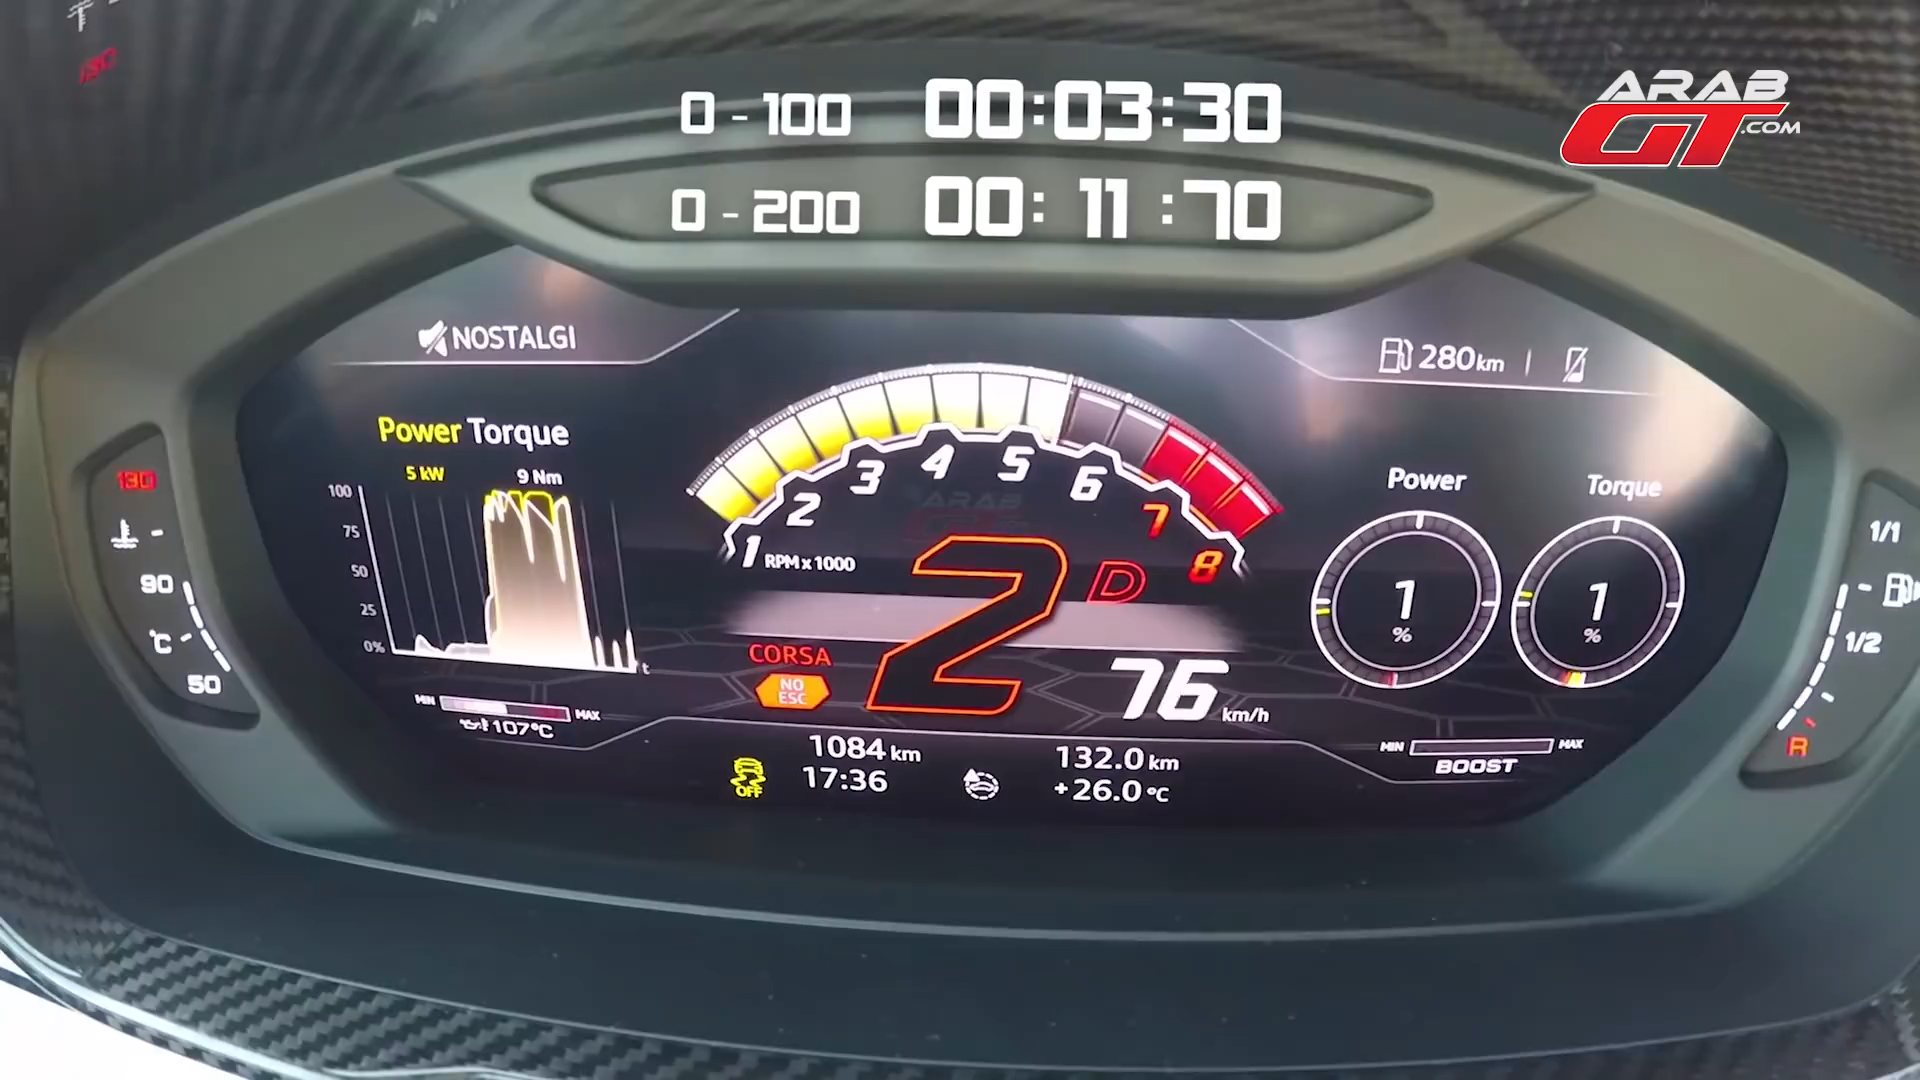 130
0 - 100 00:03:30
0 - 200 00:11:70
ARAB
GT.COM
NOSTALGI
280 km
Power Torque
5 kW 9 Nm
100
75
50
25
0%
t
MIN MAX
107°C
130
90
°C
50
1 2 3 4 5 6 7 8
RPM x 1000
2 D
CORSA
NO
ESC
76 km/h
Power
1
%
Torque
1
%
MIN MAX
BOOST
1/1
1/2
R
OFF
1084 km
17:36
132.0 km
+26.0 °C